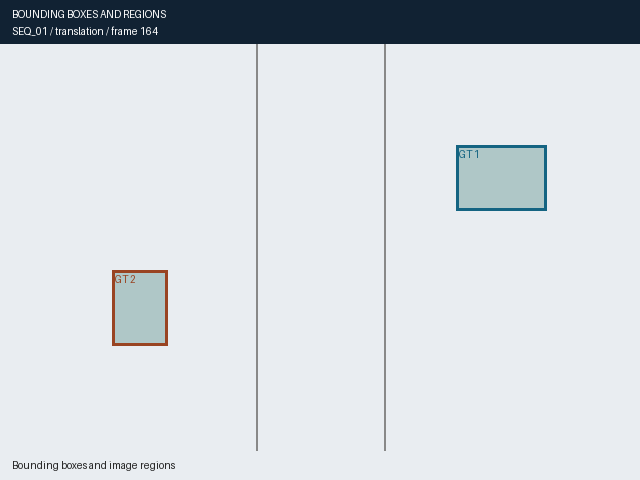 BOUNDING BOXES AND REGIONS
SEQ_01 / translation / frame 164
GT1
GT2
Bounding boxes and image regions